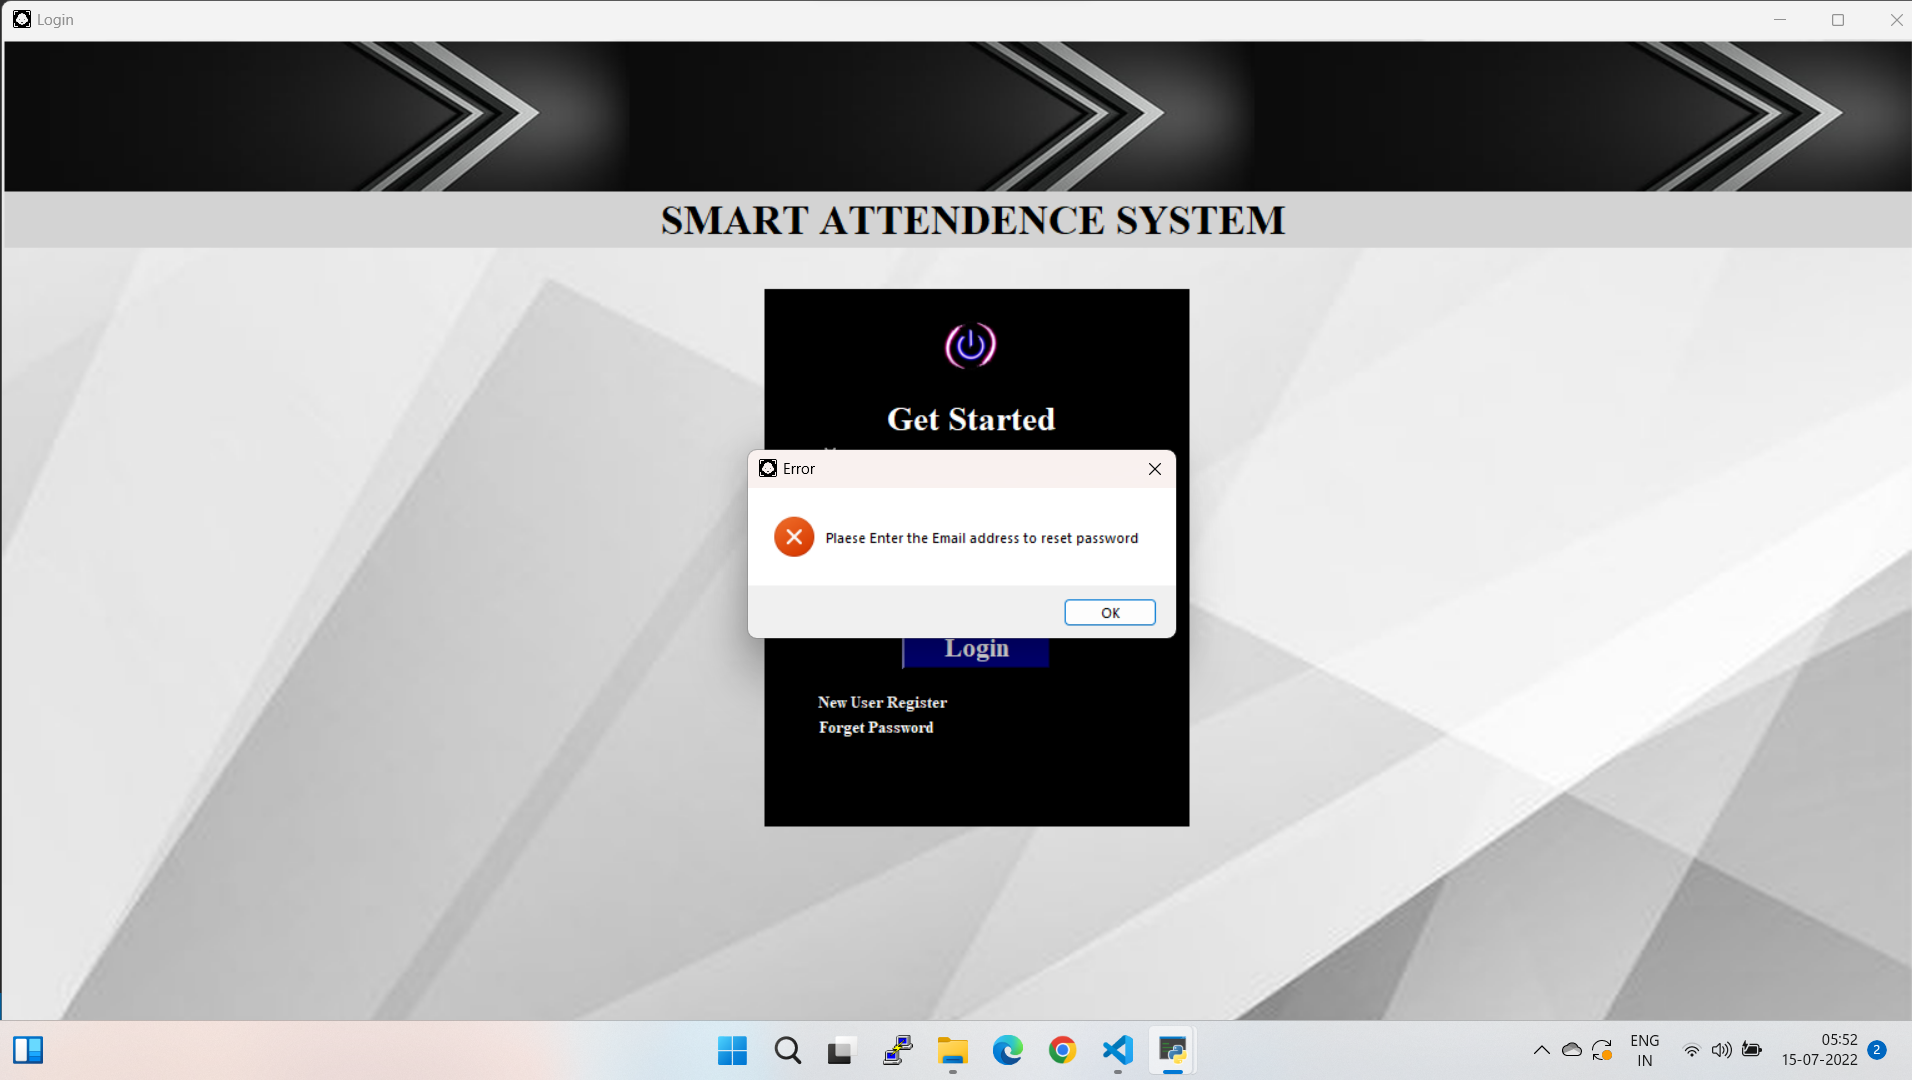 Login
SMART ATTENDENCE SYSTEM
Get Started
Error
Plaese Enter the Email address to reset password
OK
Login
New User Register
Forget Password
ENG
IN
05:52
15-07-2022
2